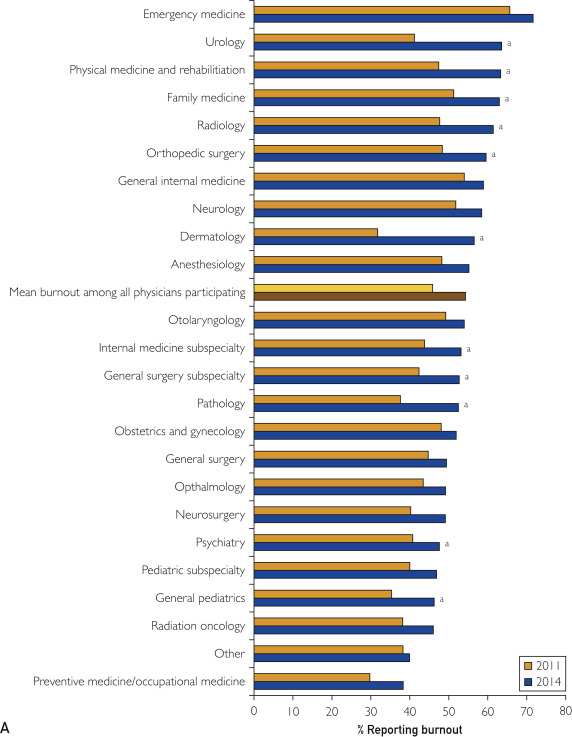 Emergency medicine
Urology a
Physical medicine and rehabilitiation a
Family medicine a
Radiology a
Orthopedic surgery a
General internal medicine
Neurology
Dermatology a
Anesthesiology
Mean burnout among all physicians participating
Otolaryngology
Internal medicine subspecialty a
General surgery subspecialty a
Pathology a
Obstetrics and gynecology
General surgery
Opthalmology
Neurosurgery
Psychiatry a
Pediatric subspecialty
General pediatrics a
Radiation oncology
Other
Preventive medicine/occupational medicine
2011
2014
0 10 20 30 40 50 60 70 80
% Reporting burnout
A